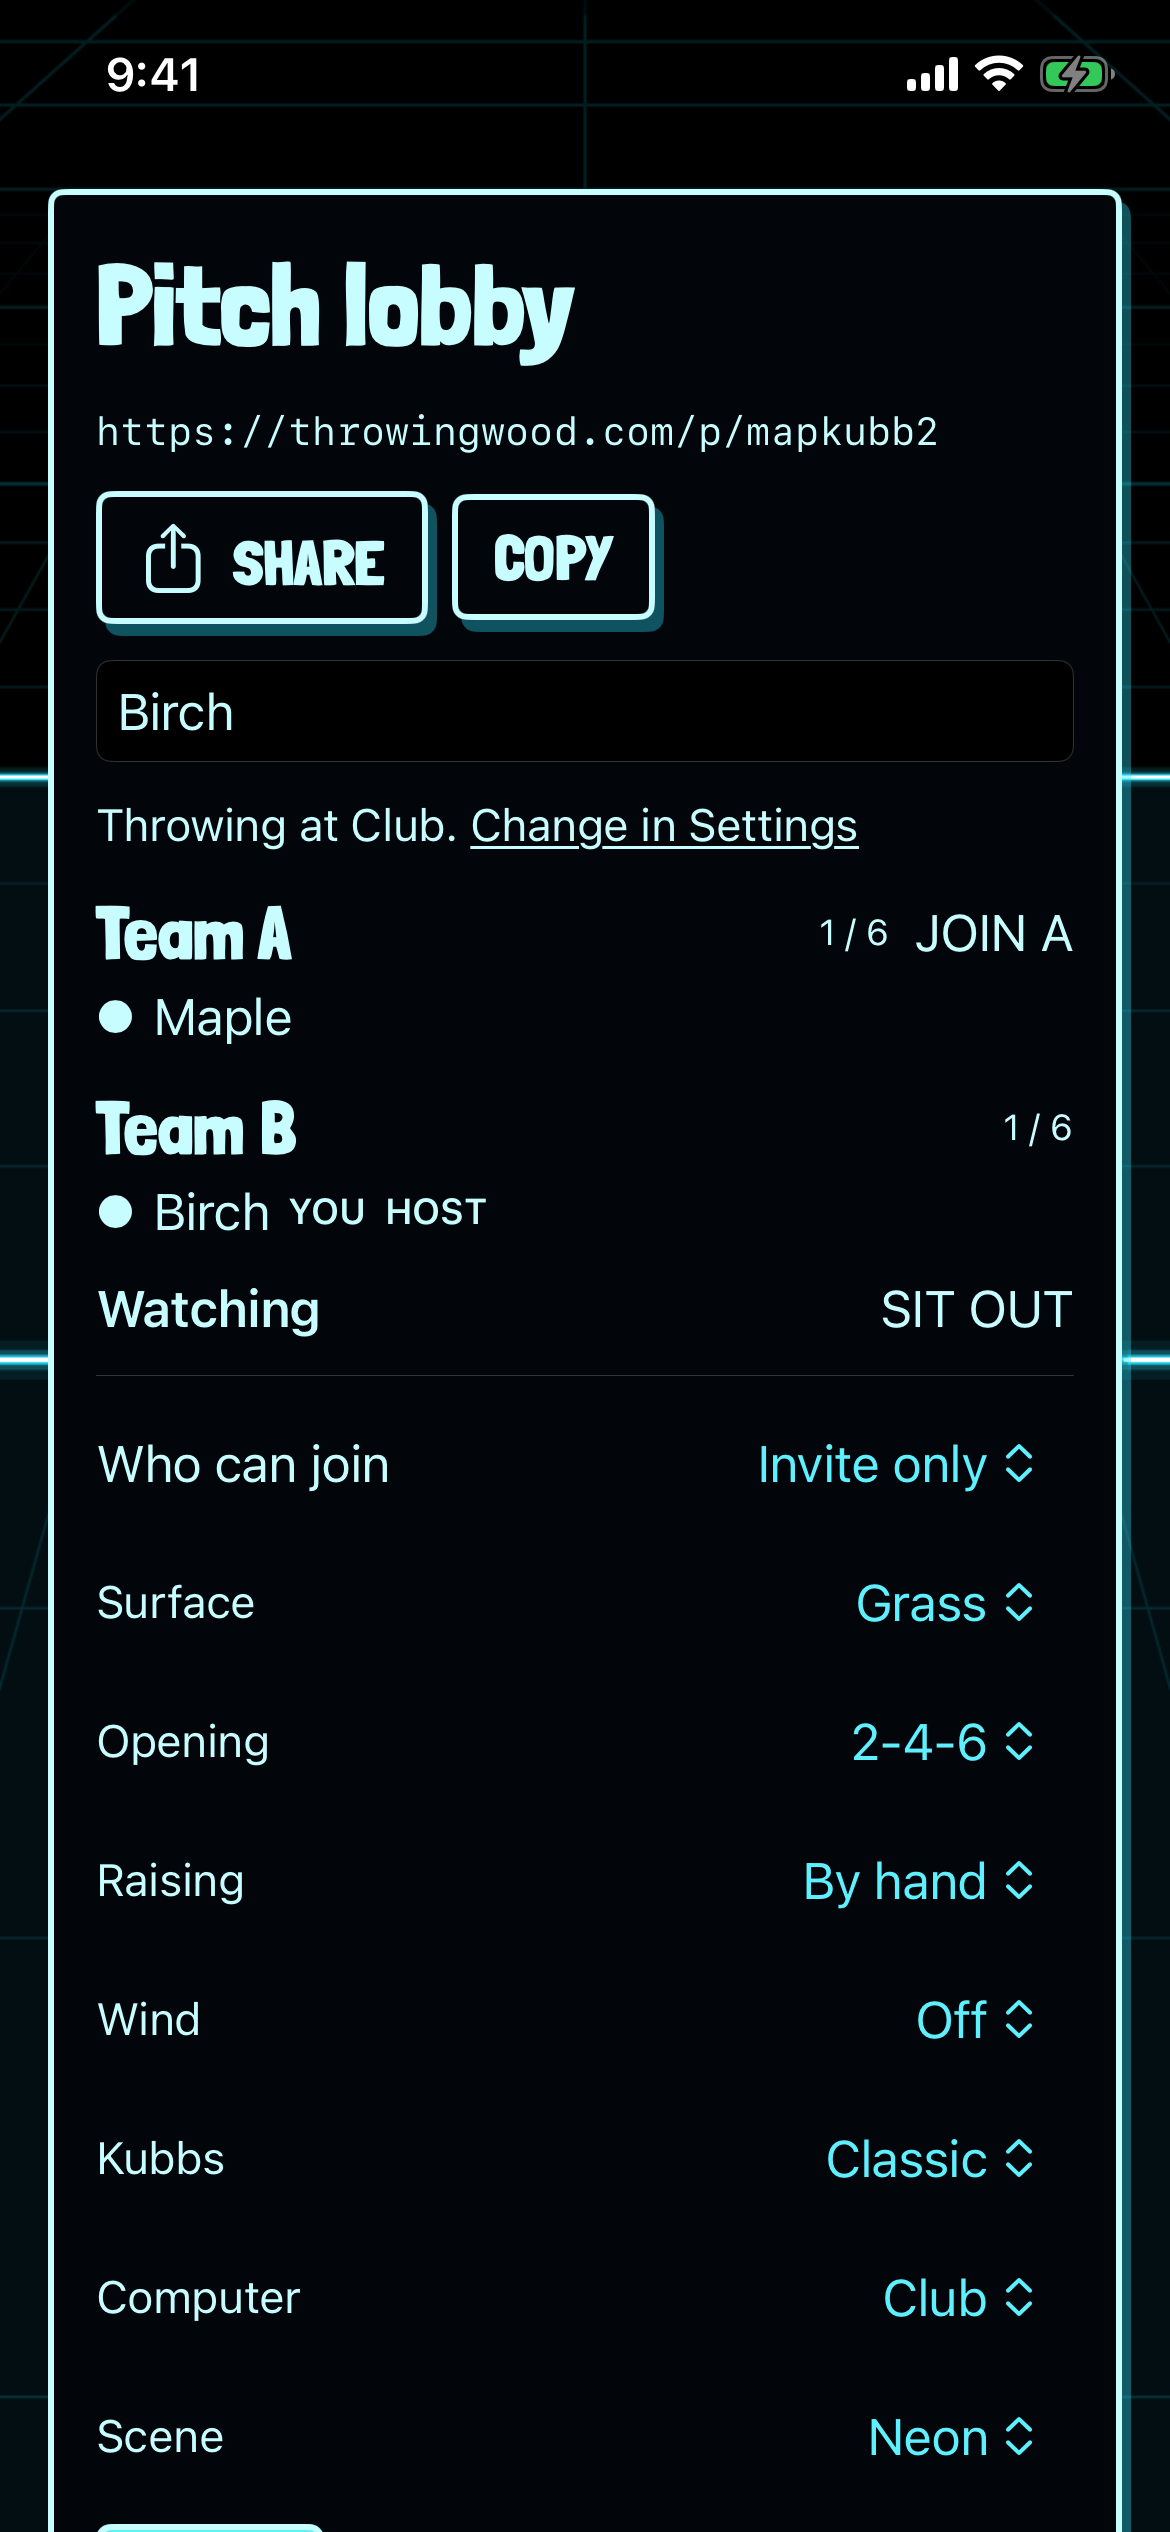 9:41
Pitch lobby
https://throwingwood.com/p/mapkubb2
SHARE COPY
Birch
Throwing at Club. Change in Settings
Team A 1 / 6 JOIN A
Maple
Team B 1 / 6
Birch YOU HOST
Watching SIT OUT
Who can join Invite only
Surface Grass
Opening 2-4-6
Raising By hand
Wind Off
Kubbs Classic
Computer Club
Scene Neon